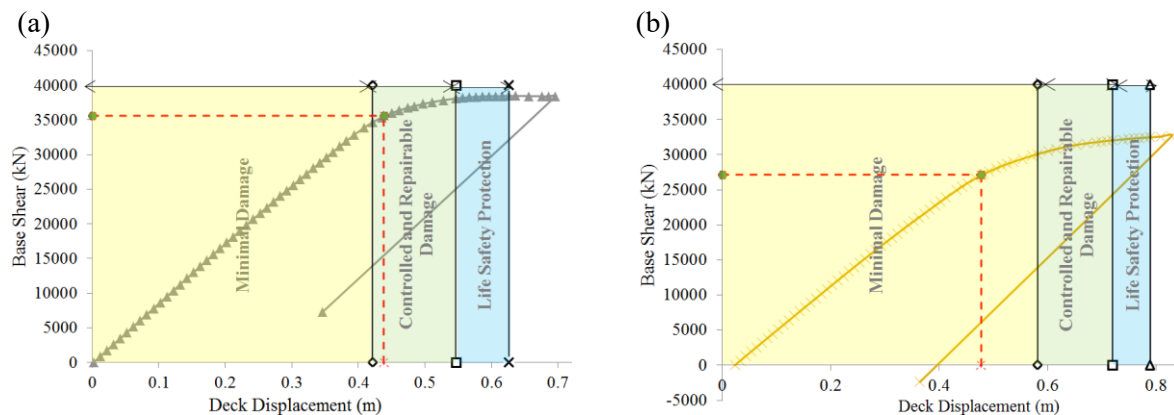 (a)
45000
40000
35000
30000
25000
20000
15000
10000
5000
0
Base Shear (kN)
Minimal Damage
Controlled and Repairable
Damage
Life Safety Protection
0 0.1 0.2 0.3 0.4 0.5 0.6 0.7
Deck Displacement (m)
(b)
45000
40000
35000
30000
25000
20000
15000
10000
5000
0
-5000
Base Shear (kN)
Minimal Damage
Controlled and Repairable
Damage
Life Safety Protection
0 0.2 0.4 0.6 0.8
Deck Displacement (m)